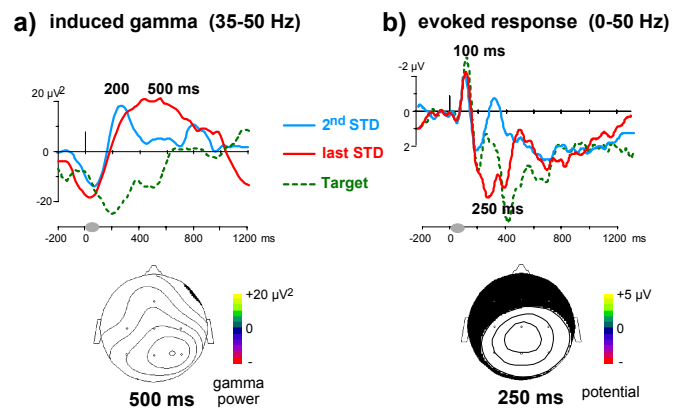 a) induced gamma (35-50 Hz)
20 µV²
200
500 ms
0
-20
-200 0 400 800 1200 ms
2nd STD
last STD
Target
b) evoked response (0-50 Hz)
-2 µV
100 ms
0
2
250 ms
-200 0 400 800 1200 ms
+20 µV²
0
-
gamma
power
500 ms
+5 µV
0
-
potential
250 ms